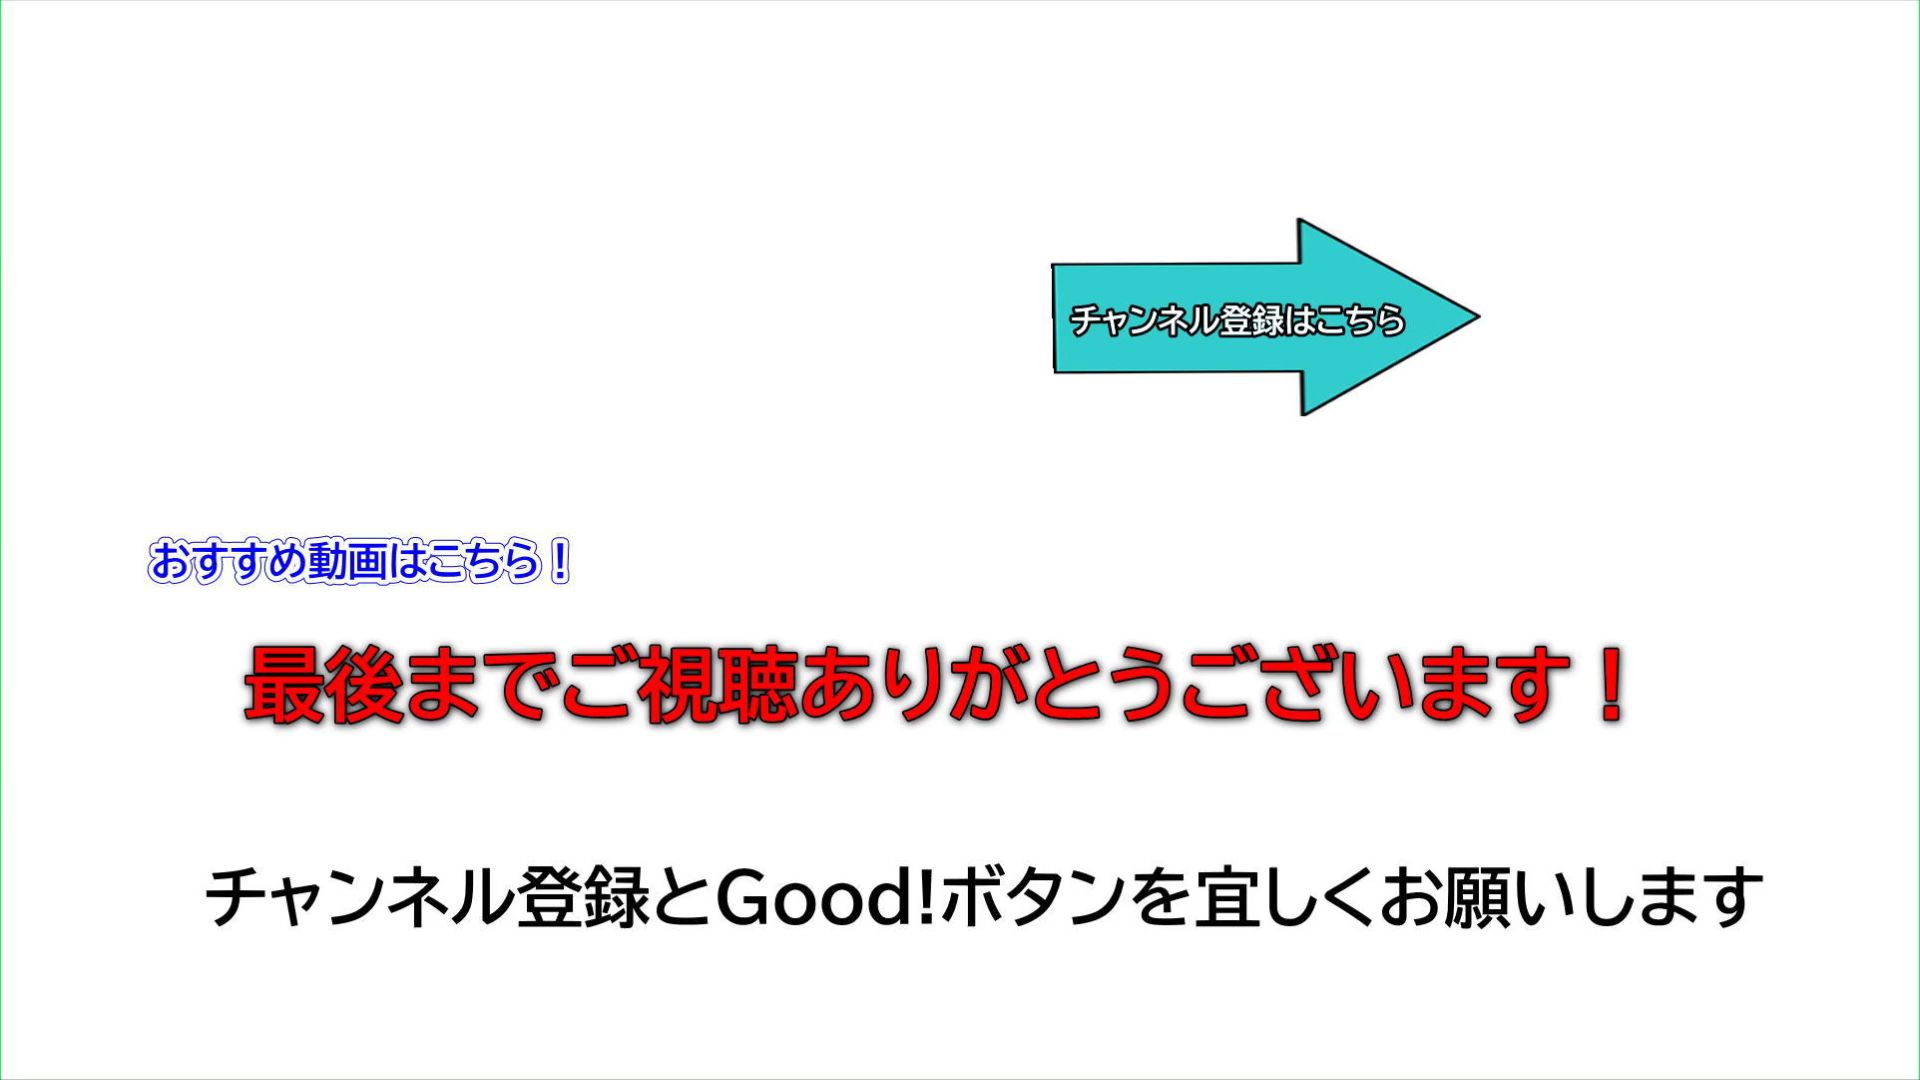 チャンネル登録はこちら
おすすめ動画はこちら！
最後までご視聴ありがとうございます！
チャンネル登録とGood!ボタンを宜しくお願いします